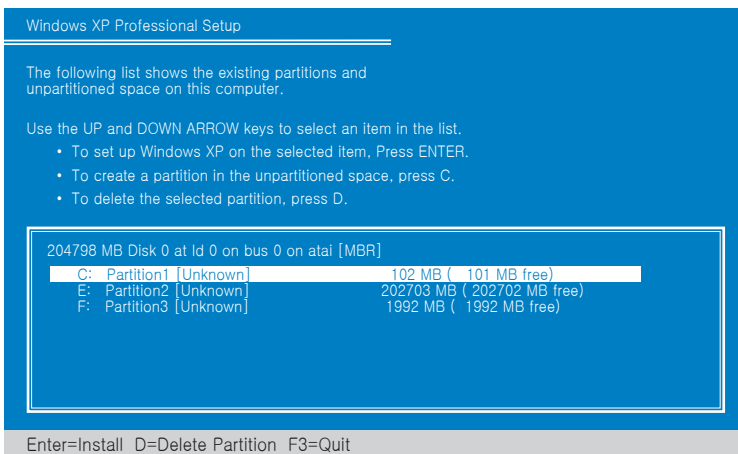 Windows XP Professional Setup
The following list shows the existing partitions and
unpartitioned space on this computer.
Use the UP and DOWN ARROW keys to select an item in the list.
• To set up Windows XP on the selected item, Press ENTER.
• To create a partition in the unpartitioned space, press C.
• To delete the selected partition, press D.
204798 MB Disk 0 at Id 0 on bus 0 on atai [MBR]
C: Partition1 [Unknown] 102 MB ( 101 MB free)
E: Partition2 [Unknown] 202703 MB ( 202702 MB free)
F: Partition3 [Unknown] 1992 MB ( 1992 MB free)
Enter=Install D=Delete Partition F3=Quit